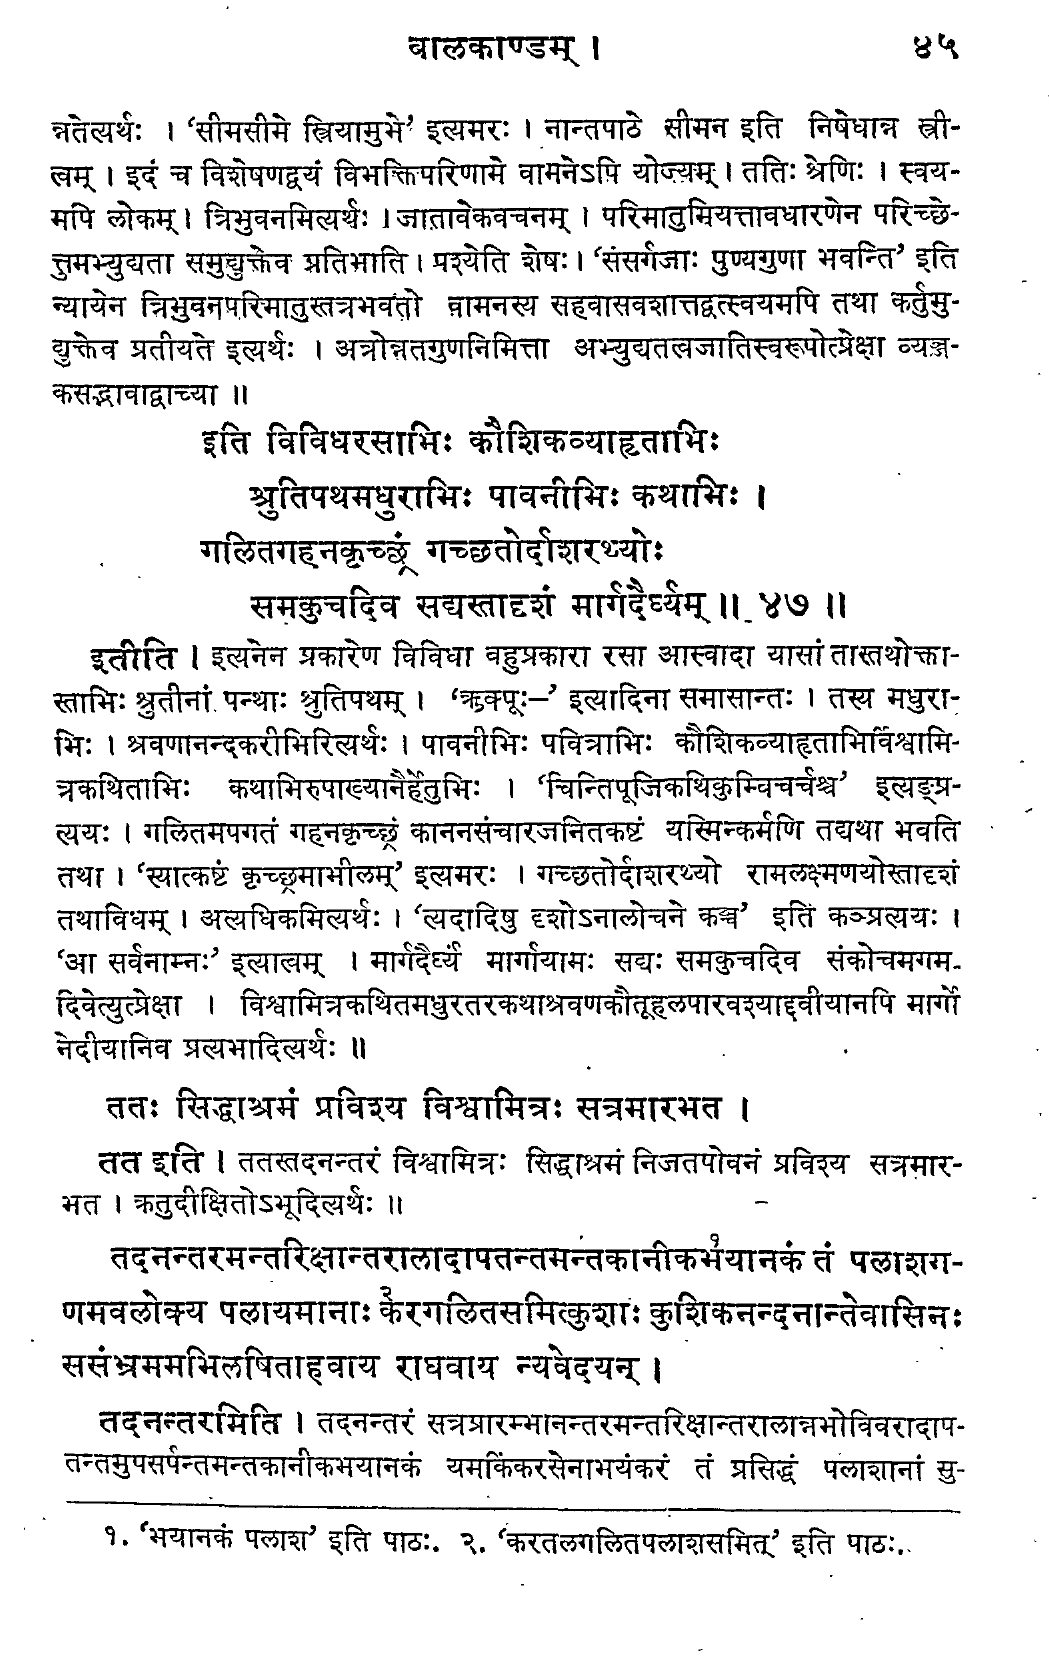 बालकाण्डम् । ४५
न्नतेत्यर्थः । ‘सीमसीमे स्त्रियामुभे’ इत्यमरः । नान्तपाठे सीमन इति निषेधान्न स्त्री-
त्वम् । इदं च विशेषणद्वयं विभक्तिपरिणामे वामनेऽपि योज्यम् । ततिः श्रेणिः । स्वय-
मपि लोकम् । त्रिभुवनमित्यर्थः । जातावेकवचनम् । परिमातुमियत्तावधारणेन परिच्छे-
त्तुमभ्युद्यता समुद्युक्तेव प्रतिभाति । प्रश्येति शेषः । ‘संसर्गजाः पुण्यगुणा भवन्ति’ इति
न्यायेन त्रिभुवनपरिमातुस्तत्रभवतो वामनस्य सहवासवशात्तद्वत्स्वयमपि तथा कर्तुमु-
द्युक्तेव प्रतीयते इत्यर्थः । अत्रोन्नतगुणनिमित्ता अभ्युद्यतत्वजातिस्वरूपोत्प्रेक्षा व्यञ्ज-
कसद्भावाद्वाच्या ॥
इति विविधरसाभिः कौशिकव्याहृताभिः
श्रुतिपथमधुराभिः पावनीभिः कथाभिः ।
गलितगहनकृच्छ्रं गच्छतोर्दाशरथ्योः
समकुचदिव सद्यस्तादृशं मार्गदैर्घ्यम् ॥ ४७ ॥
इतीति । इत्यनेन प्रकारेण विविधा बहुप्रकारा रसा आस्वादा यासां तास्तथोक्ता-
स्ताभिः श्रुतीनां पन्थाः श्रुतिपथम् । ‘ऋक्पूः–’ इत्यादिना समासान्तः । तस्य मधुरा-
भिः । श्रवणानन्दकरीभिरित्यर्थः । पावनीभिः पवित्राभिः कौशिकव्याहृताभिर्विश्वामि-
त्रकथिताभिः कथाभिरुपाख्यानैर्हेतुभिः । ‘चिन्तिपूजिकथिकुम्विचर्चश्च’ इत्यङ्प्र-
त्ययः । गलितमपगतं गहनकृच्छ्रं काननसंचारजनितकष्टं यस्मिन्कर्मणि तद्यथा भवति
तथा । ‘स्यात्कष्टं कृच्छ्रमाभीलम्’ इत्यमरः । गच्छतोर्दाशरथ्यो रामलक्ष्मणयोस्तादृशं
तथाविधम् । अत्यधिकमित्यर्थः । ‘त्यदादिषु दृशोऽनालोचने कञ्च’ इति कञ्प्रत्ययः ।
‘आ सर्वनाम्नः’ इत्यात्वम् । मार्गदैर्घ्यं मार्गायामः सद्यः समकुचदिव संकोचमगम-
दिवेत्युत्प्रेक्षा । विश्वामित्रकथितमधुरतरकथाश्रवणकौतूहलपारवश्याद्दवीयानपि मार्गो
नेदीयानिव प्रत्यभादित्यर्थः ॥
ततः सिद्धाश्रमं प्रविश्य विश्वामित्रः सत्रमारभत ।
तत इति । ततस्तदनन्तरं विश्वामित्रः सिद्धाश्रमं निजतपोवनं प्रविश्य सत्रमार-
भत । क्रतुदीक्षितोऽभूदित्यर्थः ॥
तदनन्तरमन्तरिक्षान्तरालादापतन्तमन्तकानीकभयानकं१ तं पलाशग-
णमवलोक्य पलायमानाः करगलितसमित्कुशाः२ कुशिकनन्दनान्तेवासिनः
ससंभ्रममभिलषिताहवाय राघवाय न्यवेदयन् ।
तदनन्तरमिति । तदनन्तरं सत्रप्रारम्भानन्तरमन्तरिक्षान्तरालान्नभोविवरादाप-
तन्तमुपसर्पन्तमन्तकानीकभयानकं यमकिंकरसेनाभयंकरं तं प्रसिद्धं पलाशानां सु-
१. ‘भयानकं पलाश’ इति पाठः. २. ‘करतलगलितपलाशसमित्’ इति पाठः.